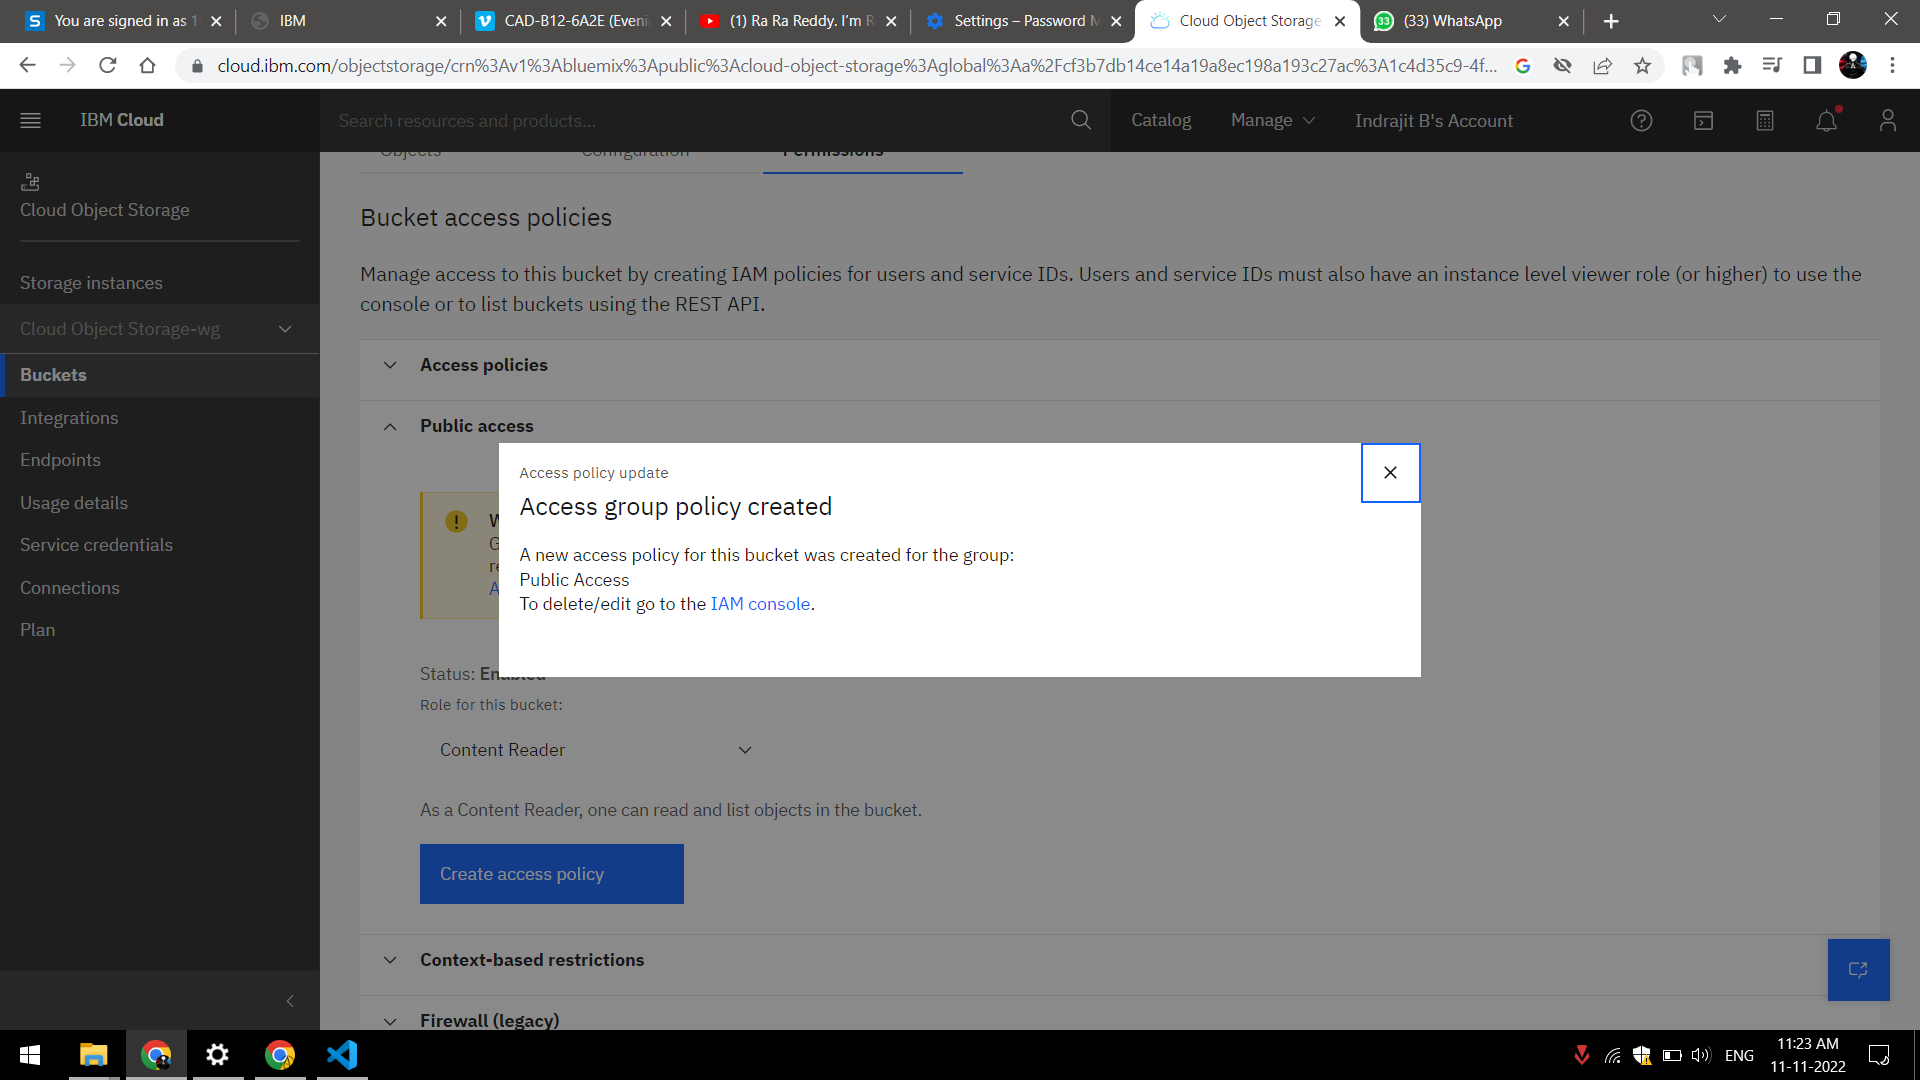 You are signed in as 1
IBM
CAD-B12-6A2E (Eveni
(1) Ra Ra Reddy. I'm R
Settings – Password M
Cloud Object Storage
33
(33) WhatsApp
cloud.ibm.com/objectstorage/crn%3Av1%3Abluemix%3Apublic%3Acloud-object-storage%3Aglobal%3Aa%2Fcf3b7db14ce14a19a8ec198a193c27ac%3A1c4d35c9-4f...
IBM Cloud
Search resources and products...
Catalog
Manage
Indrajit B's Account
Objects
Configuration
Permissions
Cloud Object Storage
Storage instances
Cloud Object Storage-wg
Buckets
Integrations
Endpoints
Usage details
Service credentials
Connections
Plan
Bucket access policies
Manage access to this bucket by creating IAM policies for users and service IDs. Users and service IDs must also have an instance level viewer role (or higher) to use the
console or to list buckets using the REST API.
Access policies
Public access
Access policy update
Access group policy created
A new access policy for this bucket was created for the group:
Public Access
To delete/edit go to the IAM console.
Status: Enabled
Role for this bucket:
Content Reader
As a Content Reader, one can read and list objects in the bucket.
Create access policy
Context-based restrictions
Firewall (legacy)
ENG
11:23 AM
11-11-2022